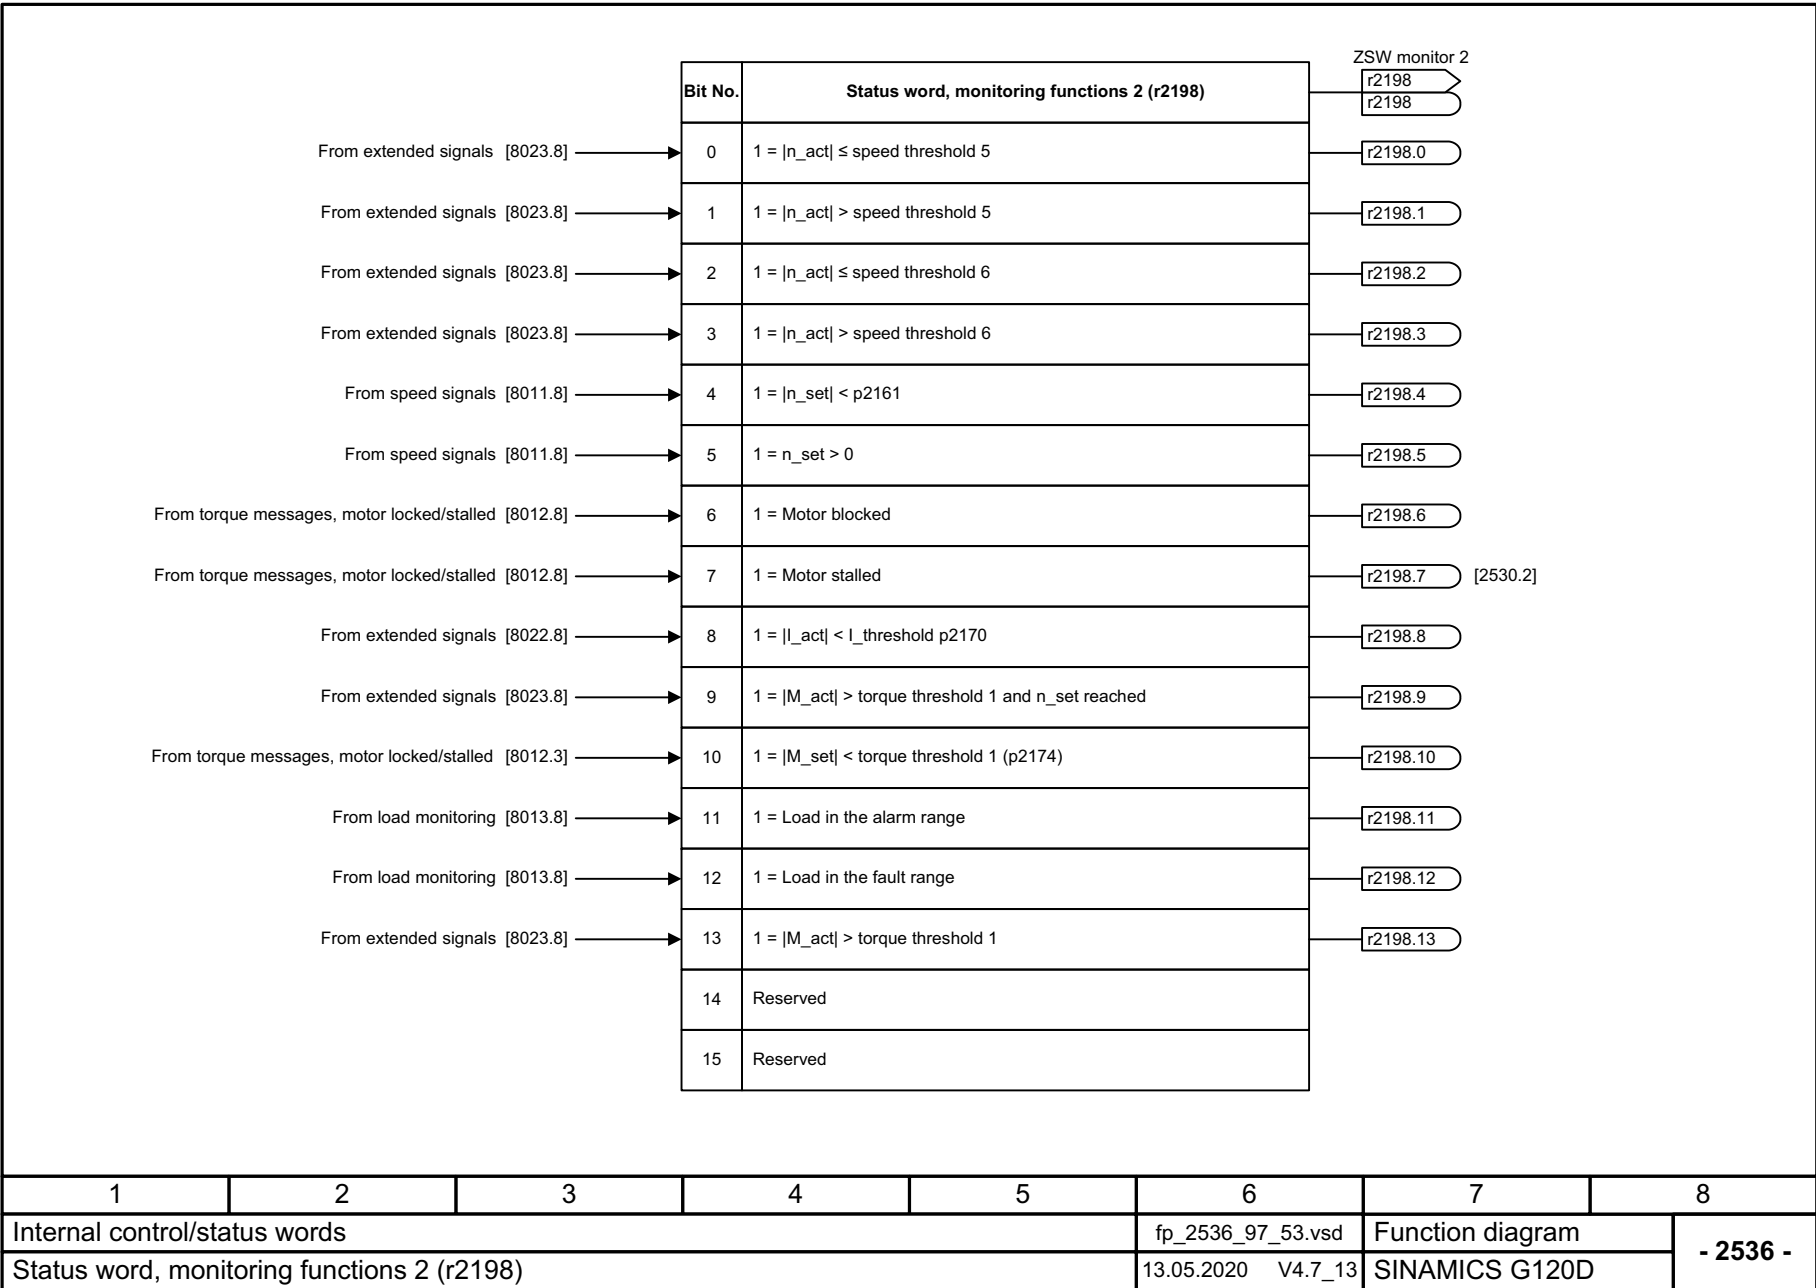 ZSW monitor 2
Bit No. Status word, monitoring functions 2 (r2198) r2198
r2198
From extended signals [8023.8] 0 1 = |n_act| ≤ speed threshold 5 r2198.0
From extended signals [8023.8] 1 1 = |n_act| > speed threshold 5 r2198.1
From extended signals [8023.8] 2 1 = |n_act| ≤ speed threshold 6 r2198.2
From extended signals [8023.8] 3 1 = |n_act| > speed threshold 6 r2198.3
From speed signals [8011.8] 4 1 = |n_set| < p2161 r2198.4
From speed signals [8011.8] 5 1 = n_set > 0 r2198.5
From torque messages, motor locked/stalled [8012.8] 6 1 = Motor blocked r2198.6
From torque messages, motor locked/stalled [8012.8] 7 1 = Motor stalled r2198.7 [2530.2]
From extended signals [8022.8] 8 1 = |I_act| < I_threshold p2170 r2198.8
From extended signals [8023.8] 9 1 = |M_act| > torque threshold 1 and n_set reached r2198.9
From torque messages, motor locked/stalled [8012.3] 10 1 = |M_set| < torque threshold 1 (p2174) r2198.10
From load monitoring [8013.8] 11 1 = Load in the alarm range r2198.11
From load monitoring [8013.8] 12 1 = Load in the fault range r2198.12
From extended signals [8023.8] 13 1 = |M_act| > torque threshold 1 r2198.13
14 Reserved
15 Reserved
1 2 3 4 5 6 7 8
Internal control/status words fp_2536_97_53.vsd Function diagram - 2536 -
Status word, monitoring functions 2 (r2198) 13.05.2020 V4.7_13 SINAMICS G120D